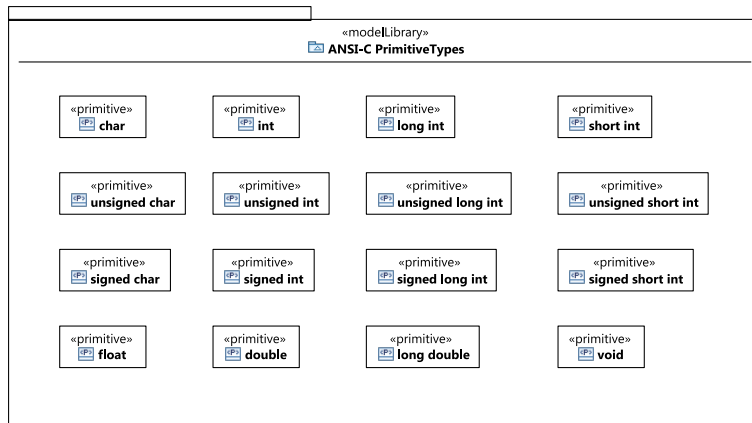 «modelLibrary»
ANSI-C PrimitiveTypes
«primitive» «primitive» «primitive» «primitive»
char int long int short int
«primitive» «primitive» «primitive» «primitive»
unsigned char unsigned int unsigned long int unsigned short int
«primitive» «primitive» «primitive» «primitive»
signed char signed int signed long int signed short int
«primitive» «primitive» «primitive» «primitive»
float double long double void